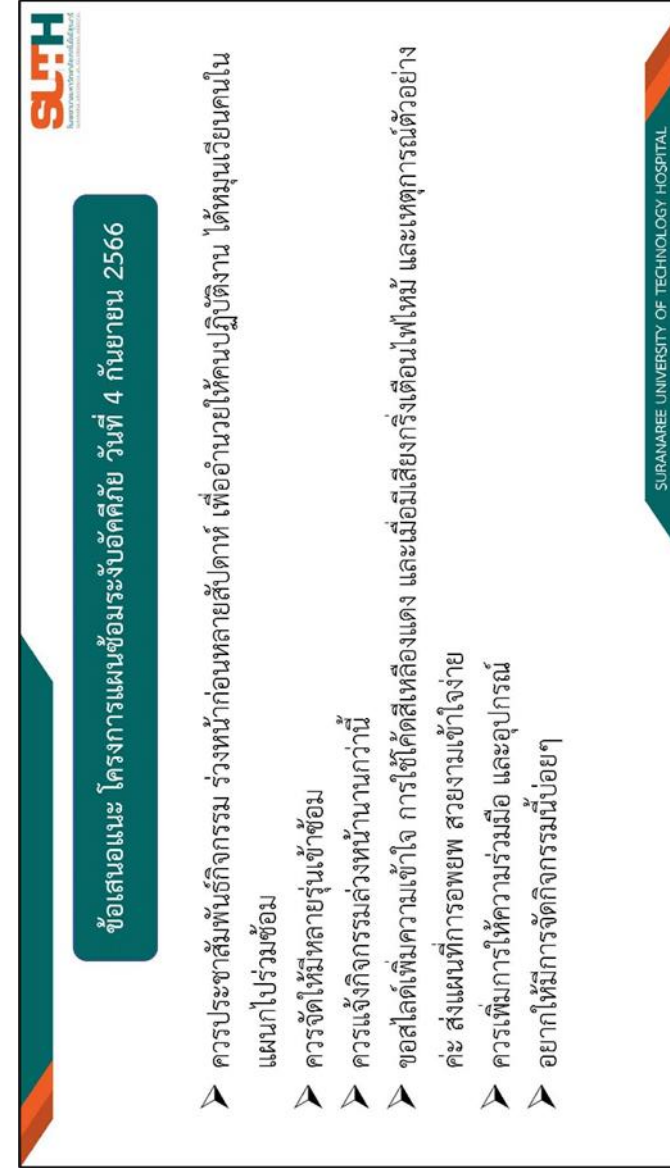 SUTH
ข้อเสนอแนะ โครงการแผนซ้อมระงับอัคคีภัย วันที่ 4 กันยายน 2566
ควรประชาสัมพันธ์กิจกรรม ร่วงหน้าก่อนหลายสัปดาห์ เพื่ออำนวยให้คนปฏิบัติงาน ได้หมุนเวียนคนใน
แผนกไปร่วมซ้อม
ควรจัดให้มีหลายรุ่นเข้าซ้อม
ควรแจ้งกิจกรรมล่วงหน้านานกว่านี้
ขอสไลด์เพิ่มความเข้าใจ การใช้โค้ดสีเหลืองแดง และเมื่อมีเสียงกริ่งเตือนไฟไหม้ และเหตุการณ์ตัวอย่าง
ค่ะ ส่งแผนที่การอพยพ สวยงามเข้าใจง่าย
ควรเพิ่มการให้ความร่วมมือ และอุปกรณ์
อยากให้มีการจัดกิจกรรมนี้บ่อยๆ
SURANAREE UNIVERSITY OF TECHNOLOGY HOSPITAL